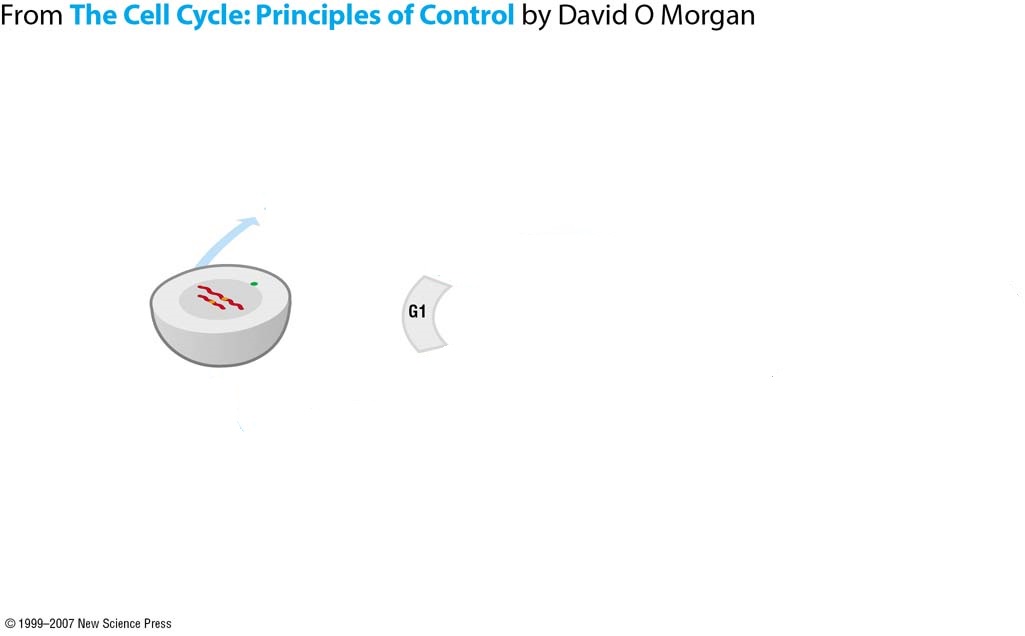 From The Cell Cycle: Principles of Control by David O Morgan
G1
© 1999–2007 New Science Press